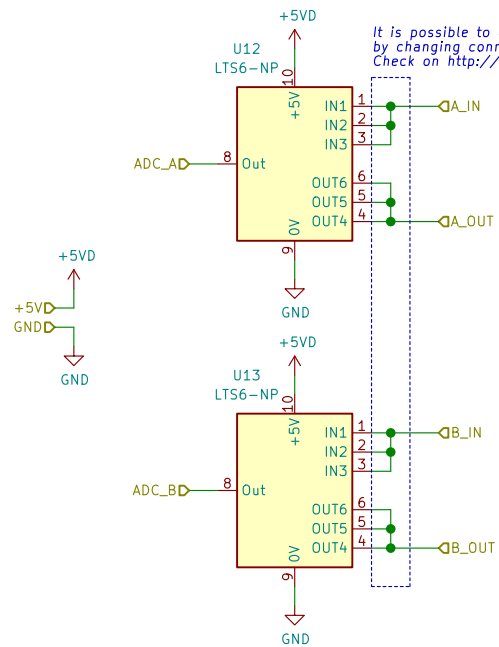 It is possible to
by changing
Check on http://
+5VD
U12
LTS6-NP
10
+5V
IN1 1
IN2 2
IN3 3
A_IN
ADC_A
8 Out
OUT6 6
OUT5 5
OUT4 4
A_OUT
0V
9
GND
+5VD
+5V
GND
GND
+5VD
U13
LTS6-NP
10
+5V
IN1 1
IN2 2
IN3 3
B_IN
ADC_B
8 Out
OUT6 6
OUT5 5
OUT4 4
B_OUT
0V
9
GND